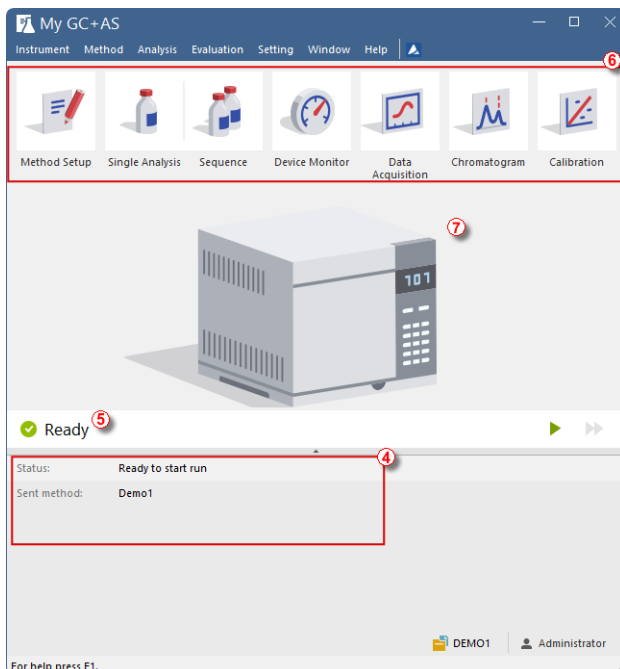 My GC+AS
Instrument Method Analysis Evaluation Setting Window Help
6
Method Setup Single Analysis Sequence Device Monitor Data Acquisition Chromatogram Calibration
7
101
5
Ready
4
Status: Ready to start run
Sent method: Demo1
DEMO1 Administrator
For help press F1.